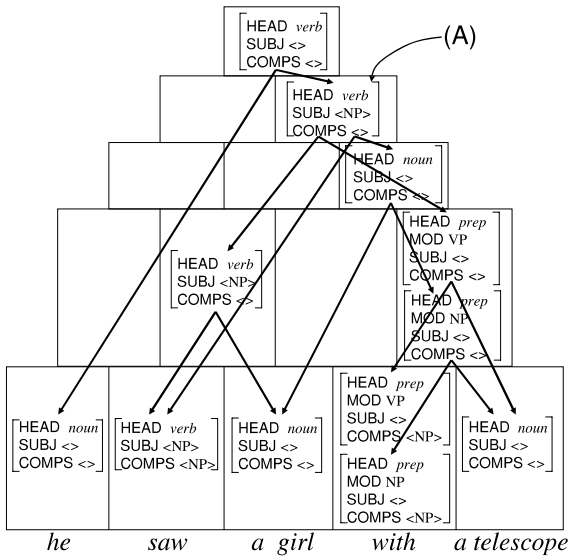 HEAD verb
SUBJ <>
COMPS <>
(A)
HEAD verb
SUBJ <NP>
COMPS <>
HEAD noun
SUBJ <>
COMPS <>
HEAD prep
MOD VP
SUBJ <>
COMPS <>
HEAD verb
SUBJ <NP>
COMPS <>
HEAD prep
MOD NP
SUBJ <>
COMPS <>
HEAD noun
SUBJ <>
COMPS <>
HEAD verb
SUBJ <NP>
COMPS <NP>
HEAD noun
SUBJ <>
COMPS <>
HEAD prep
MOD VP
SUBJ <>
COMPS <NP>
HEAD prep
MOD NP
SUBJ <>
COMPS <NP>
HEAD noun
SUBJ <>
COMPS <>
he saw a girl with a telescope